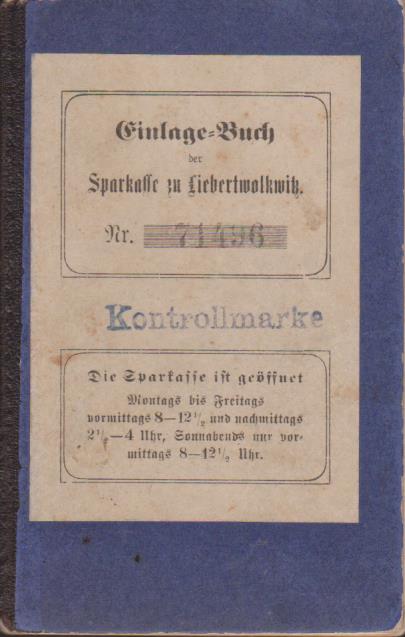 Einlage=Buch
der
Sparkasse zu Liebertwolkwitz.
Nr. 71496
Kontrollmarke
Die Sparkasse ist geöffnet
Montags bis Freitags
vormittags 8—12½ und nachmittags
2½—4 Uhr, Sonnabends nur vor=
mittags 8—12½ Uhr.